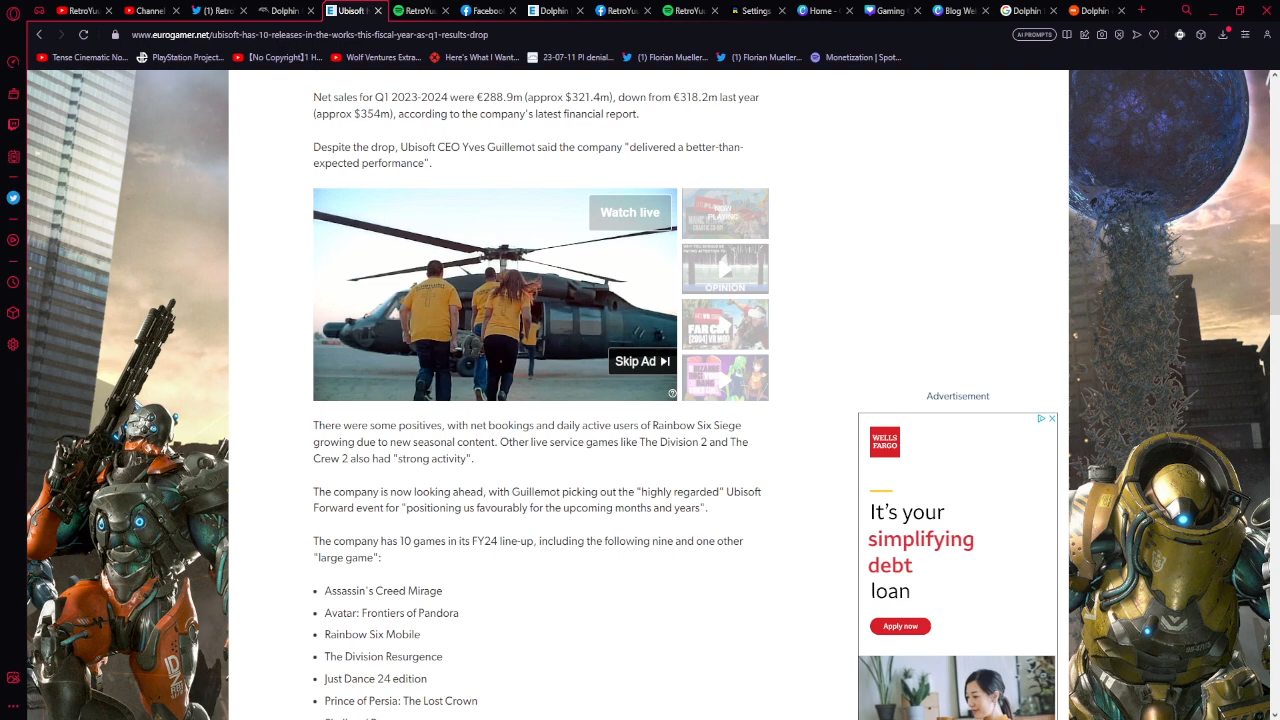 RetroYou
Channel
(1) Retro
Dolphin
Ubisoft h
RetroYou
Facebook
Dolphin
RetroYou
RetroYou
Settings
Home -
Gaming
Blog Wel
Dolphin
Dolphin
www.eurogamer.net/ubisoft-has-10-releases-in-the-works-this-fiscal-year-as-q1-results-drop
AI PROMPTS
Tense Cinematic No...
PlayStation Project...
【No Copyright】1 H...
Wolf Ventures Extra...
Here's What I Want...
23-07-11 PI denial...
(1) Florian Mueller...
(1) Florian Mueller...
Monetization | Spot...
Net sales for Q1 2023-2024 were €288.9m (approx $321.4m), down from €318.2m last year
(approx $354m), according to the company's latest financial report.
Despite the drop, Ubisoft CEO Yves Guillemot said the company "delivered a better-than-
expected performance".
Watch live
NOW
PLAYING
OPINION
FAR CRY
(2004) VR MOD
Skip Ad
There were some positives, with net bookings and daily active users of Rainbow Six Siege
growing due to new seasonal content. Other live service games like The Division 2 and The
Crew 2 also had "strong activity".
The company is now looking ahead, with Guillemot picking out the "highly regarded" Ubisoft
Forward event for "positioning us favourably for the upcoming months and years".
The company has 10 games in its FY24 line-up, including the following nine and one other
"large game":
• Assassin's Creed Mirage
• Avatar: Frontiers of Pandora
• Rainbow Six Mobile
• The Division Resurgence
• Just Dance 24 edition
• Prince of Persia: The Lost Crown
Advertisement
WELLS
FARGO
It's your
simplifying
debt
loan
Apply now